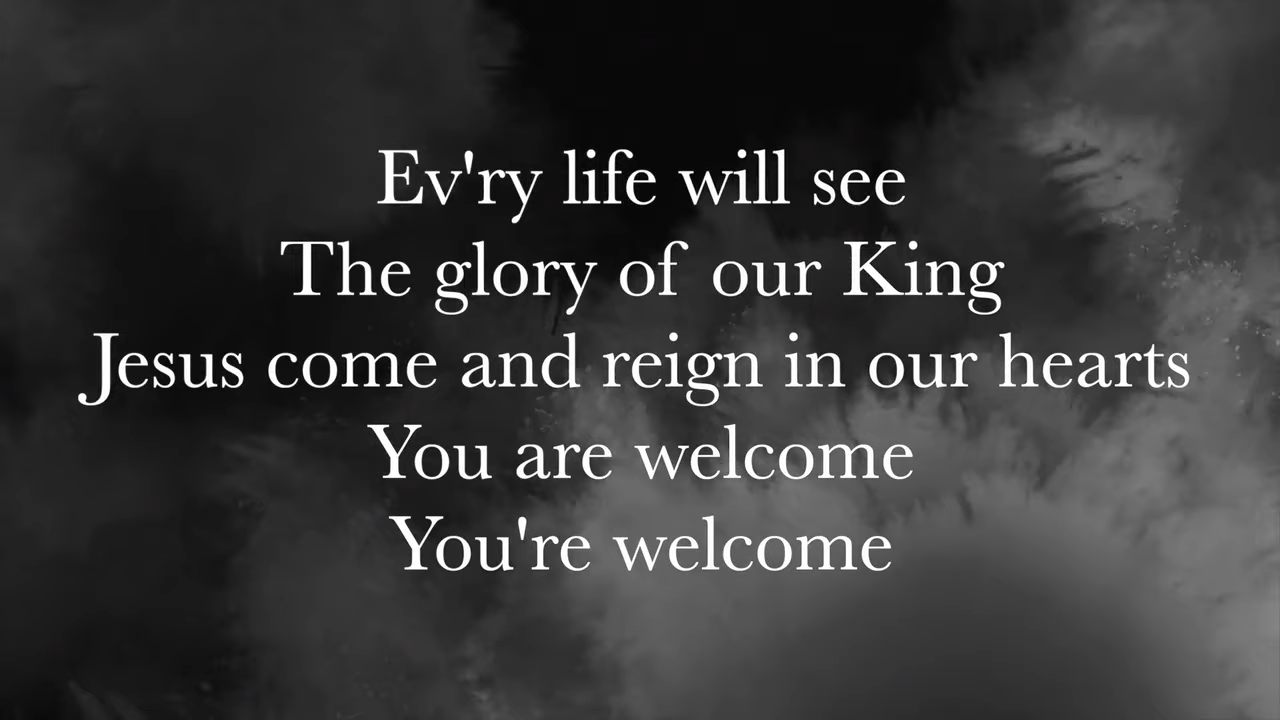 Ev'ry life will see
The glory of our King
Jesus come and reign in our hearts
You are welcome
You're welcome